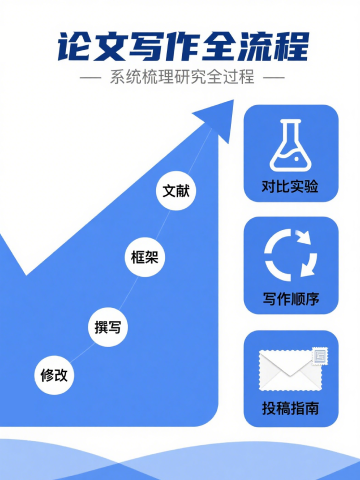 论文写作全流程
系统梳理研究全过程
文献
框架
撰写
修改
对比实验
写作顺序
投稿指南